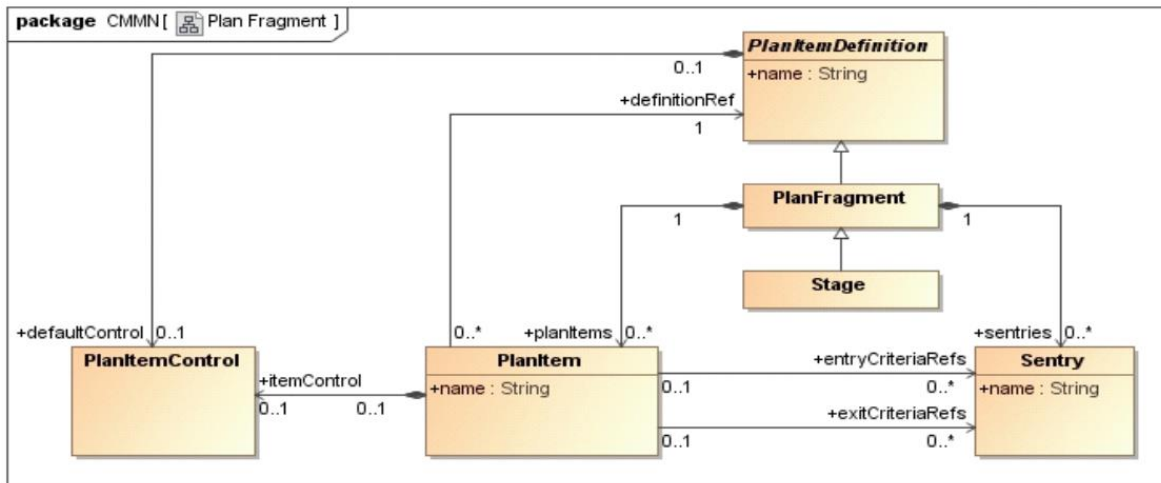 package CMMN [ Plan Fragment ]
PlanItemDefinition
+name : String
0..1
+definitionRef
1
PlanFragment
1
1
Stage
+defaultControl
0..1
0..*
+planItems
0..*
+sentries
0..*
PlanItemControl
PlanItem
+name : String
Sentry
+name : String
+itemControl
0..1
0..1
+entryCriteriaRefs
0..1
0..*
+exitCriteriaRefs
0..1
0..*